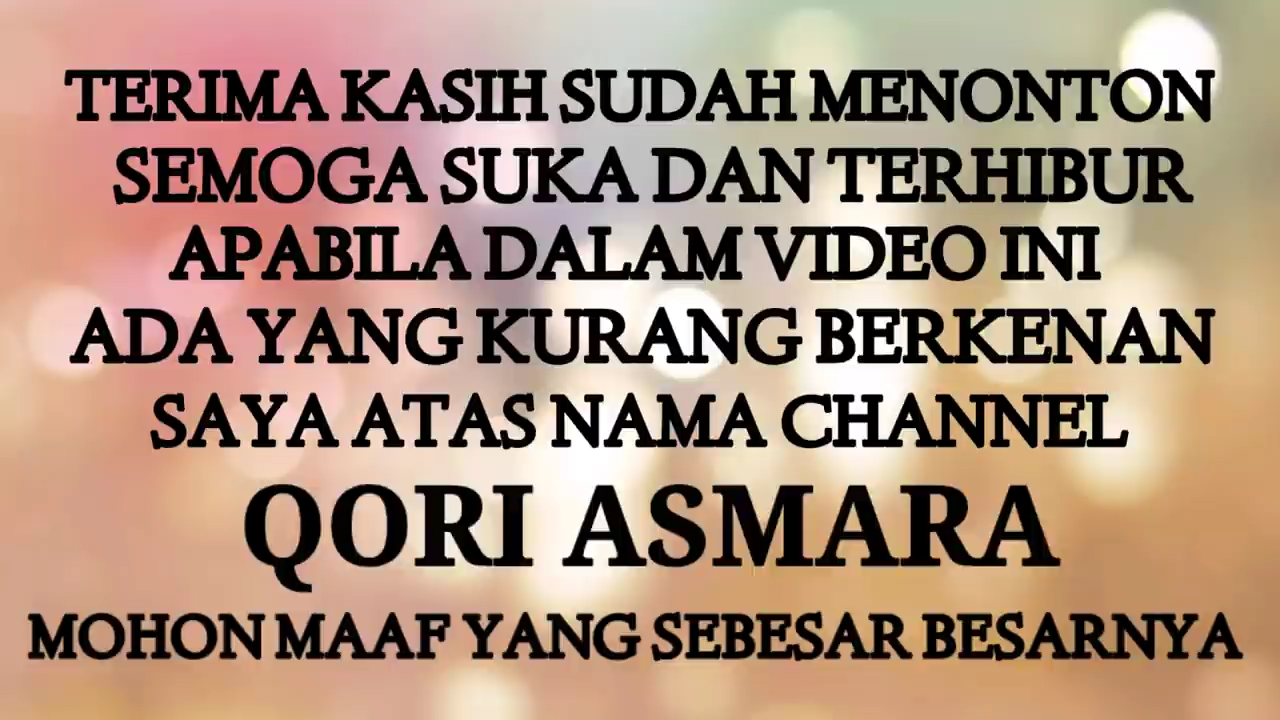 TERIMA KASIH SUDAH MENONTON
SEMOGA SUKA DAN TERHIBUR
APABILA DALAM VIDEO INI
ADA YANG KURANG BERKENAN
SAYA ATAS NAMA CHANNEL
QORI ASMARA
MOHON MAAF YANG SEBESAR BESARNYA